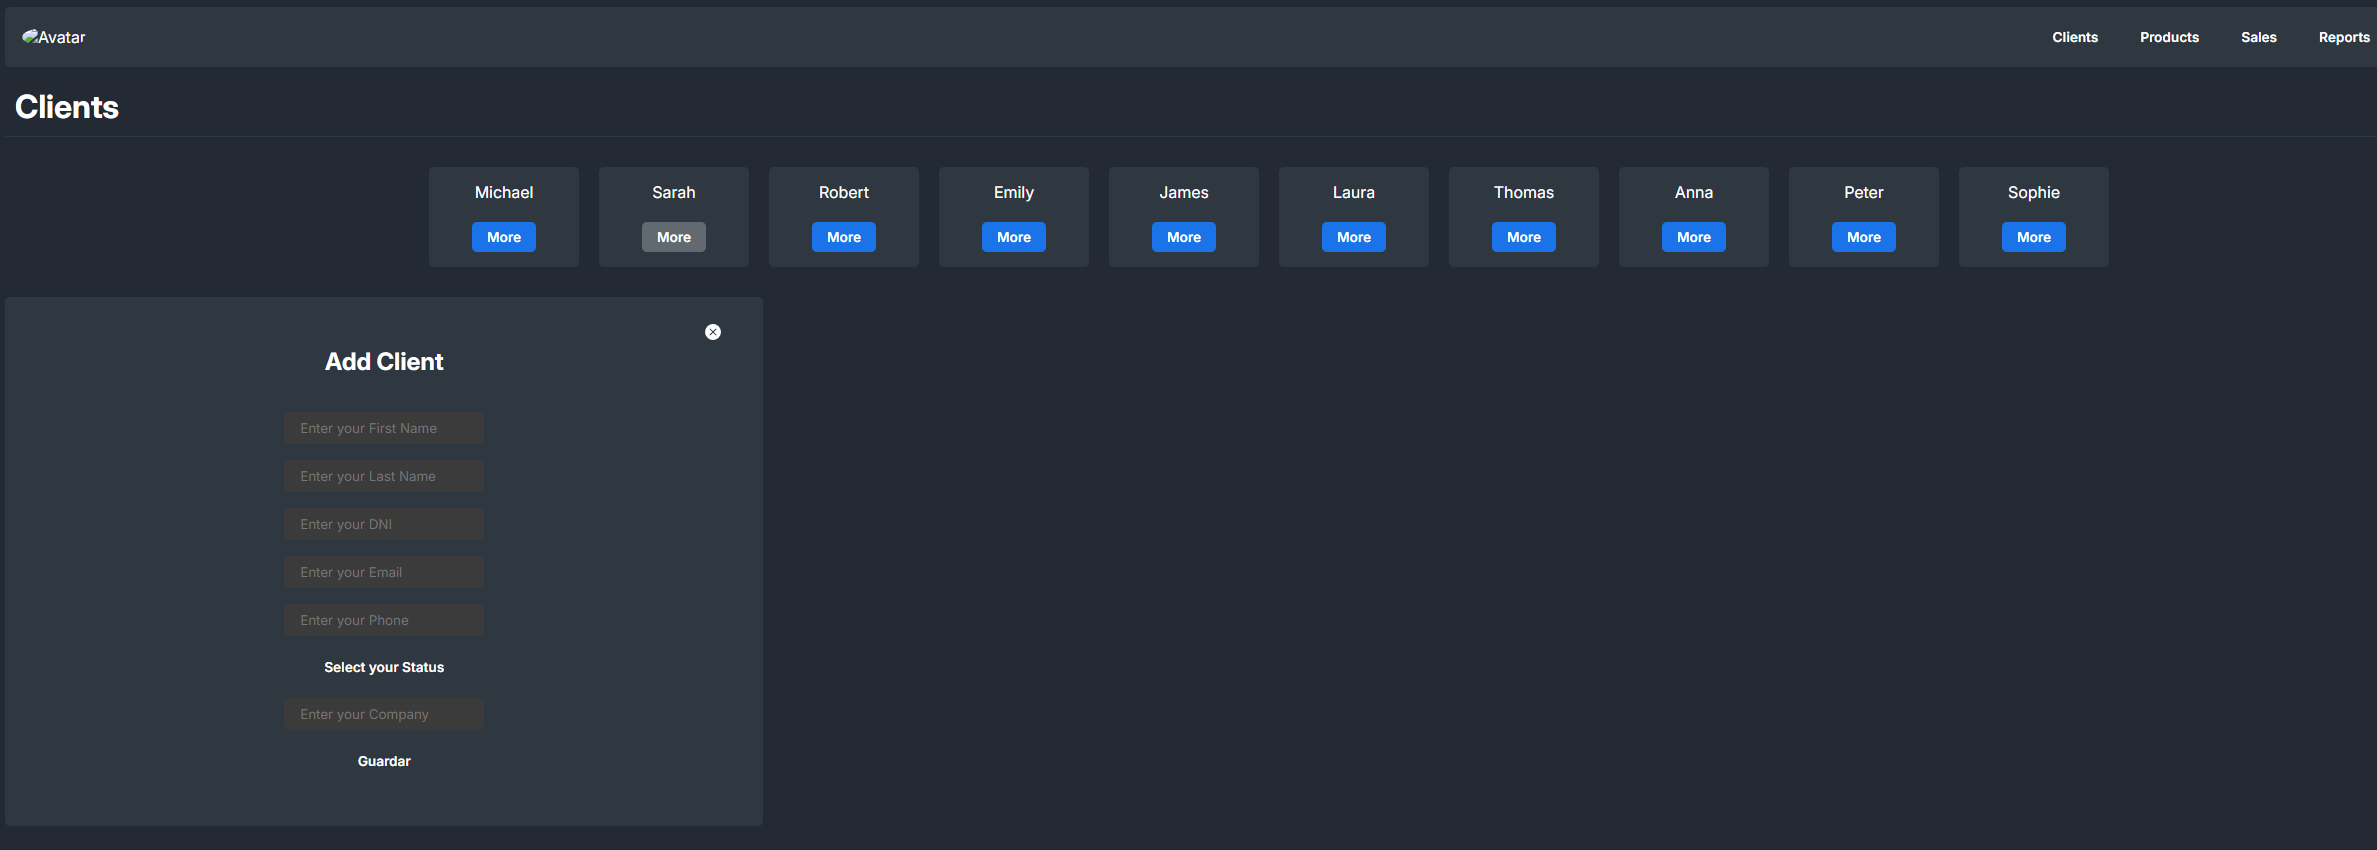 Avatar Clients Products Sales Reports
Clients
Michael Sarah Robert Emily James Laura Thomas Anna Peter Sophie
More More More More More More More More More More
Add Client
Enter your First Name
Enter your Last Name
Enter your DNI
Enter your Email
Enter your Phone
Select your Status
Enter your Company
Guardar